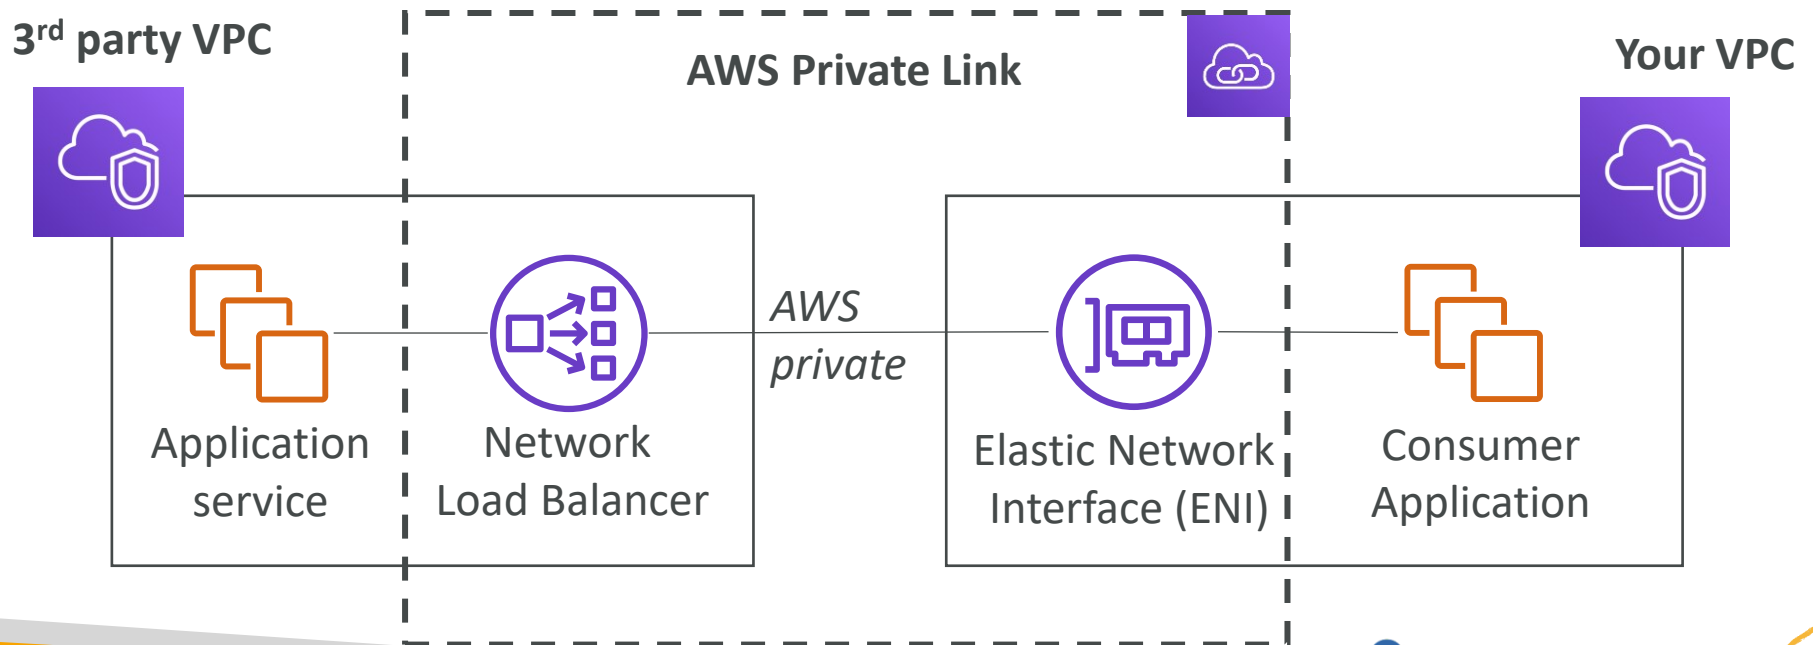 3rd party VPC
AWS Private Link
Your VPC
AWS
private
Application
service
Network
Load Balancer
Elastic Network
Interface (ENI)
Consumer
Application